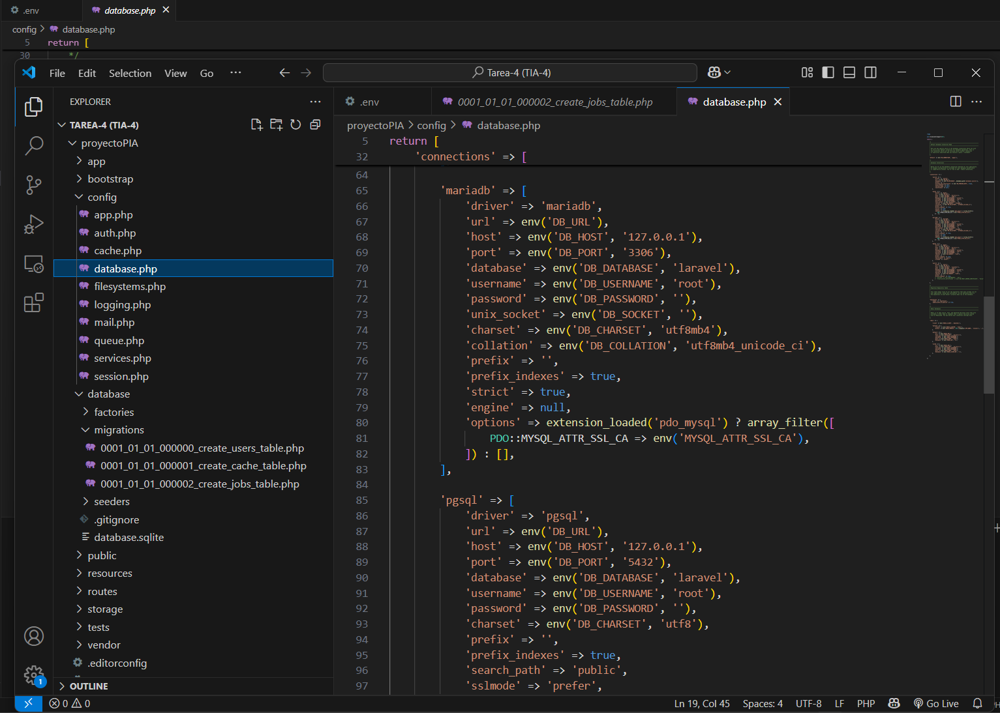 .env
database.php
config > database.php
5 return [
30 */
File Edit Selection View Go ···
Tarea-4 (TIA-4)
EXPLORER
TAREA-4 (TIA-4)
proyectoPIA
app
bootstrap
config
app.php
auth.php
cache.php
database.php
filesystems.php
logging.php
mail.php
queue.php
services.php
session.php
database
factories
migrations
0001_01_01_000000_create_users_table.php
0001_01_01_000001_create_cache_table.php
0001_01_01_000002_create_jobs_table.php
seeders
.gitignore
database.sqlite
public
resources
routes
storage
tests
vendor
.editorconfig
OUTLINE
1
.env
0001_01_01_000002_create_jobs_table.php
database.php
proyectoPIA > config > database.php
5 return [
32 'connections' => [
64
65 'mariadb' => [
66 'driver' => 'mariadb',
67 'url' => env('DB_URL'),
68 'host' => env('DB_HOST', '127.0.0.1'),
69 'port' => env('DB_PORT', '3306'),
70 'database' => env('DB_DATABASE', 'laravel'),
71 'username' => env('DB_USERNAME', 'root'),
72 'password' => env('DB_PASSWORD', ''),
73 'unix_socket' => env('DB_SOCKET', ''),
74 'charset' => env('DB_CHARSET', 'utf8mb4'),
75 'collation' => env('DB_COLLATION', 'utf8mb4_unicode_ci'),
76 'prefix' => '',
77 'prefix_indexes' => true,
78 'strict' => true,
79 'engine' => null,
80 'options' => extension_loaded('pdo_mysql') ? array_filter([
81 PDO::MYSQL_ATTR_SSL_CA => env('MYSQL_ATTR_SSL_CA'),
82 ]) : [],
83 ],
84
85 'pgsql' => [
86 'driver' => 'pgsql',
87 'url' => env('DB_URL'),
88 'host' => env('DB_HOST', '127.0.0.1'),
89 'port' => env('DB_PORT', '5432'),
90 'database' => env('DB_DATABASE', 'laravel'),
91 'username' => env('DB_USERNAME', 'root'),
92 'password' => env('DB_PASSWORD', ''),
93 'charset' => env('DB_CHARSET', 'utf8'),
94 'prefix' => '',
95 'prefix_indexes' => true,
96 'search_path' => 'public',
97 'sslmode' => 'prefer',
0 0
Ln 19, Col 45 Spaces: 4 UTF-8 LF PHP Go Live